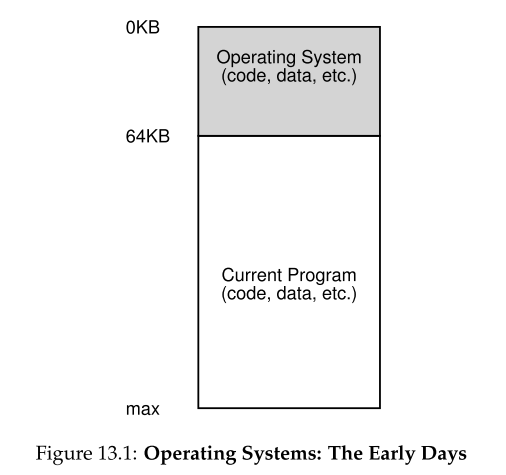 0KB
Operating System
(code, data, etc.)
64KB
Current Program
(code, data, etc.)
max
Figure 13.1: Operating Systems: The Early Days